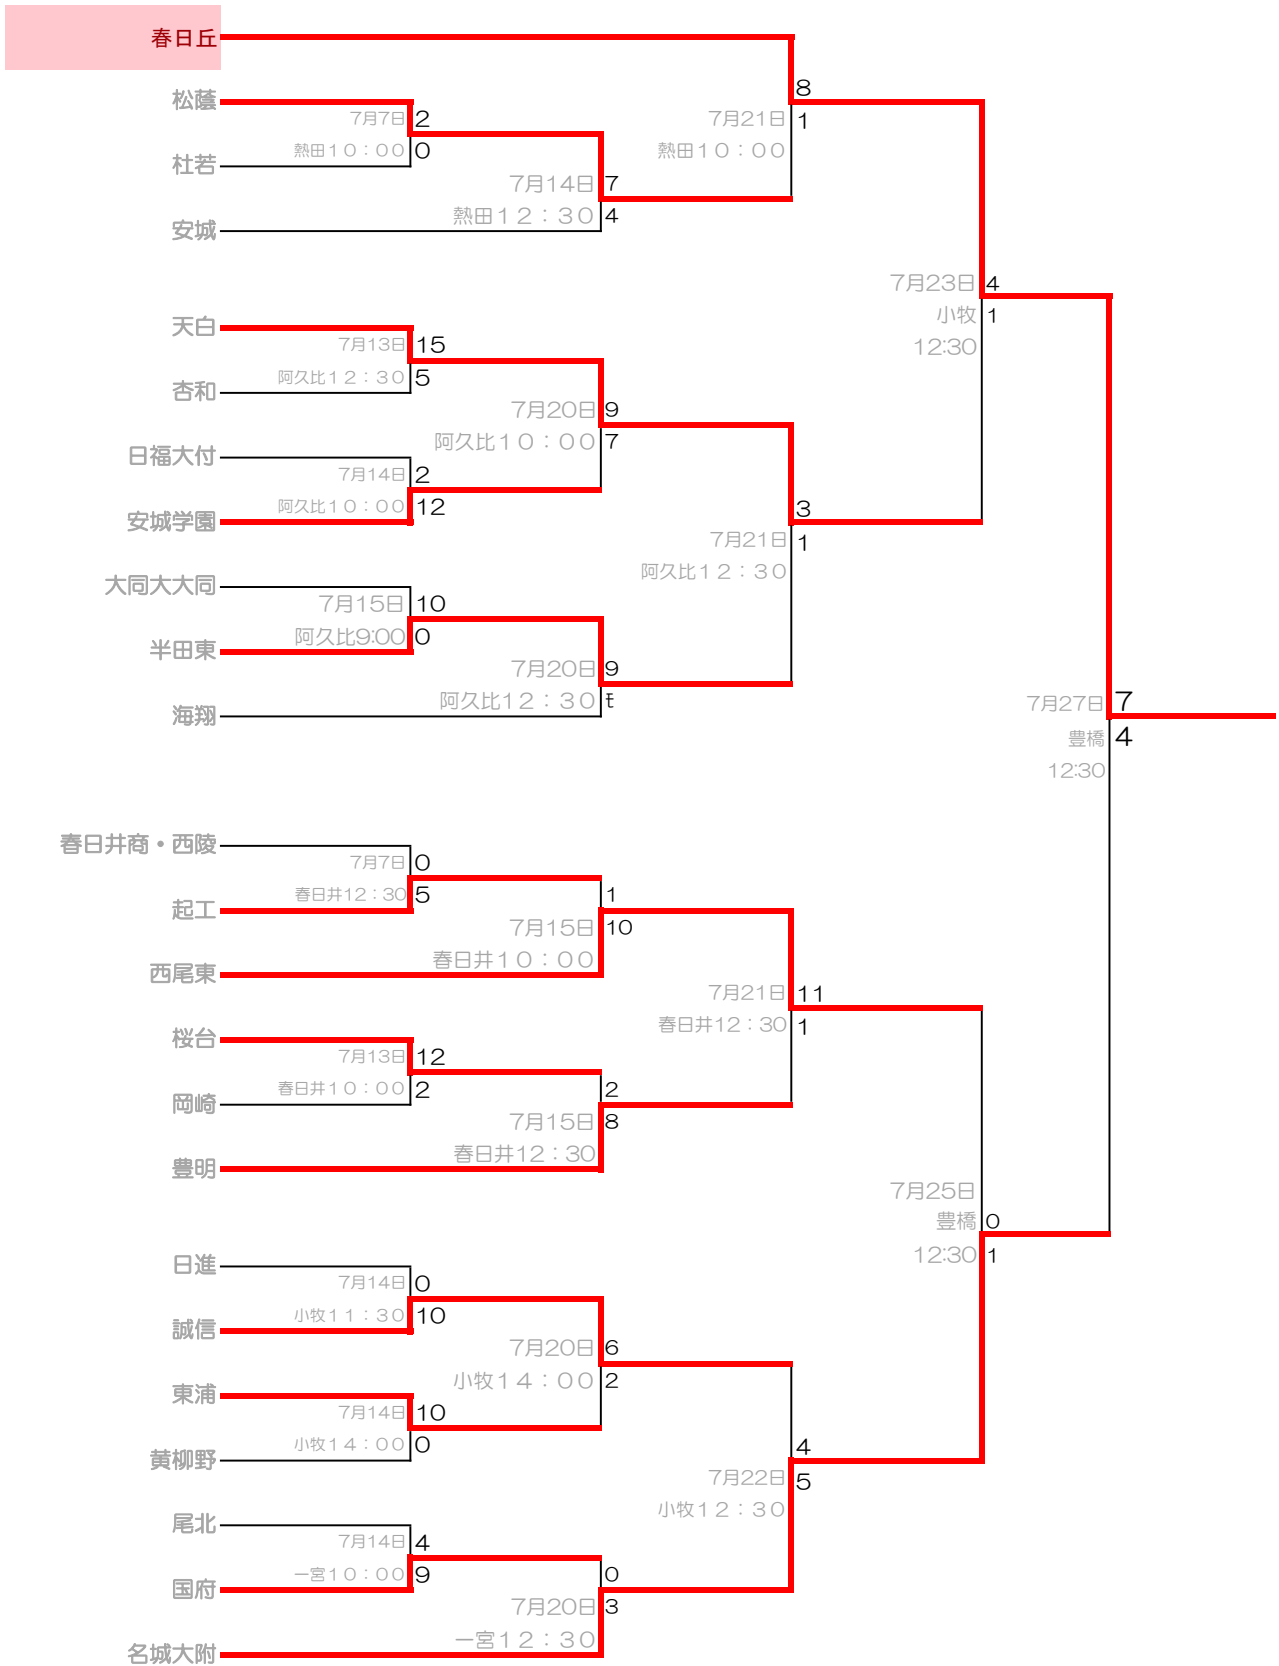 春日丘
8
松蔭
7月7日 2
7月21日 1
熱田10：00 0
熱田10：00
杜若
7月14日 7
熱田12：30 4
安城
7月23日 4
小牧 1
12:30
天白
7月13日 15
阿久比12：30 5
杏和
7月20日 9
阿久比10：00 7
日福大付
7月14日 2
阿久比10：00 12
安城学園
3
7月21日 1
阿久比12：30
大同大大同
7月15日 10
阿久比9:00 0
半田東
7月20日 9
阿久比12：30 ﾓ
海翔
7月27日 7
豊橋 4
12:30
春日井商・西陵
7月7日 0
春日井12：30 5
1
起工
7月15日 10
春日井10：00
西尾東
7月21日 11
春日井12：30 1
桜台
7月13日 12
春日井10：00 2
2
岡崎
7月15日 8
春日井12：30
豊明
7月25日
豊橋 0
12:30 1
日進
7月14日 0
小牧11：30 10
誠信
7月20日 6
小牧14：00 2
東浦
7月14日 10
小牧14：00 0
黄柳野
4
7月22日 5
小牧12：30
尾北
7月14日 4
一宮10：00 9
0
国府
7月20日 3
一宮12：30
名城大附